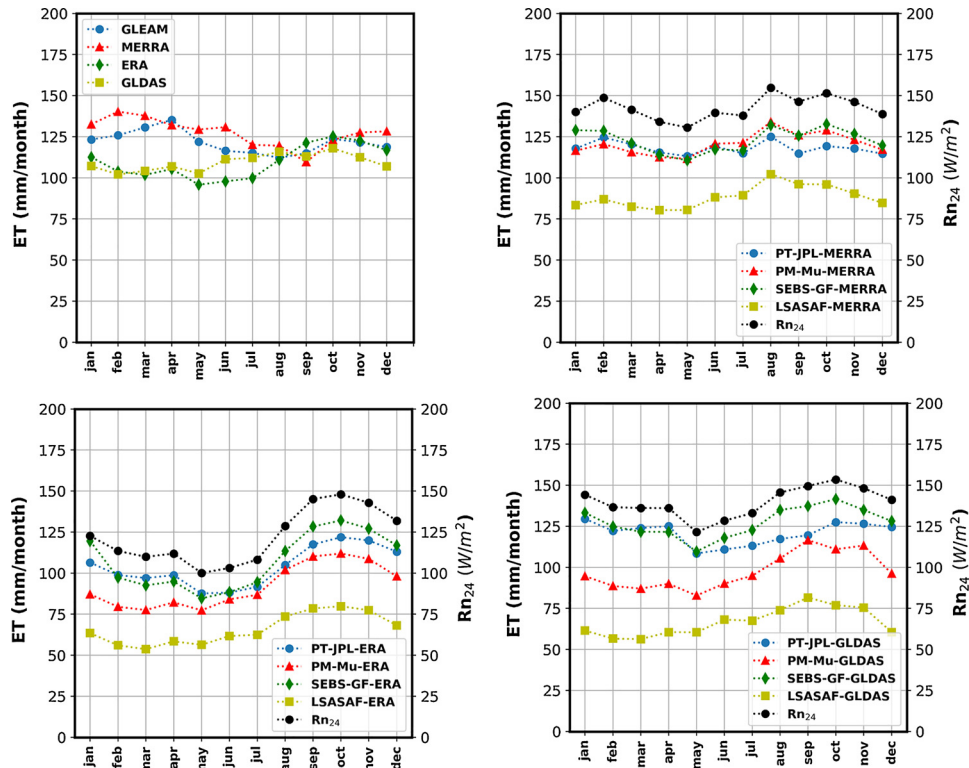 200
175
150
125
100
75
50
25
0
ET (mm/month)
GLEAM
MERRA
ERA
GLDAS
jan
feb
mar
apr
may
jun
jul
aug
sep
oct
nov
dec
200
175
150
125
100
75
50
25
0
ET (mm/month)
PT-JPL-MERRA
PM-Mu-MERRA
SEBS-GF-MERRA
LSASAF-MERRA
Rn24
200
175
150
125
100
75
50
25
0
Rn24 (W/m2)
jan
feb
mar
apr
may
jun
jul
aug
sep
oct
nov
dec
200
175
150
125
100
75
50
25
0
ET (mm/month)
PT-JPL-ERA
PM-Mu-ERA
SEBS-GF-ERA
LSASAF-ERA
Rn24
200
175
150
125
100
75
50
25
0
Rn24 (W/m2)
jan
feb
mar
apr
may
jun
jul
aug
sep
oct
nov
dec
200
175
150
125
100
75
50
25
0
ET (mm/month)
PT-JPL-GLDAS
PM-Mu-GLDAS
SEBS-GF-GLDAS
LSASAF-GLDAS
Rn24
200
175
150
125
100
75
50
25
0
Rn24 (W/m2)
jan
feb
mar
apr
may
jun
jul
aug
sep
oct
nov
dec